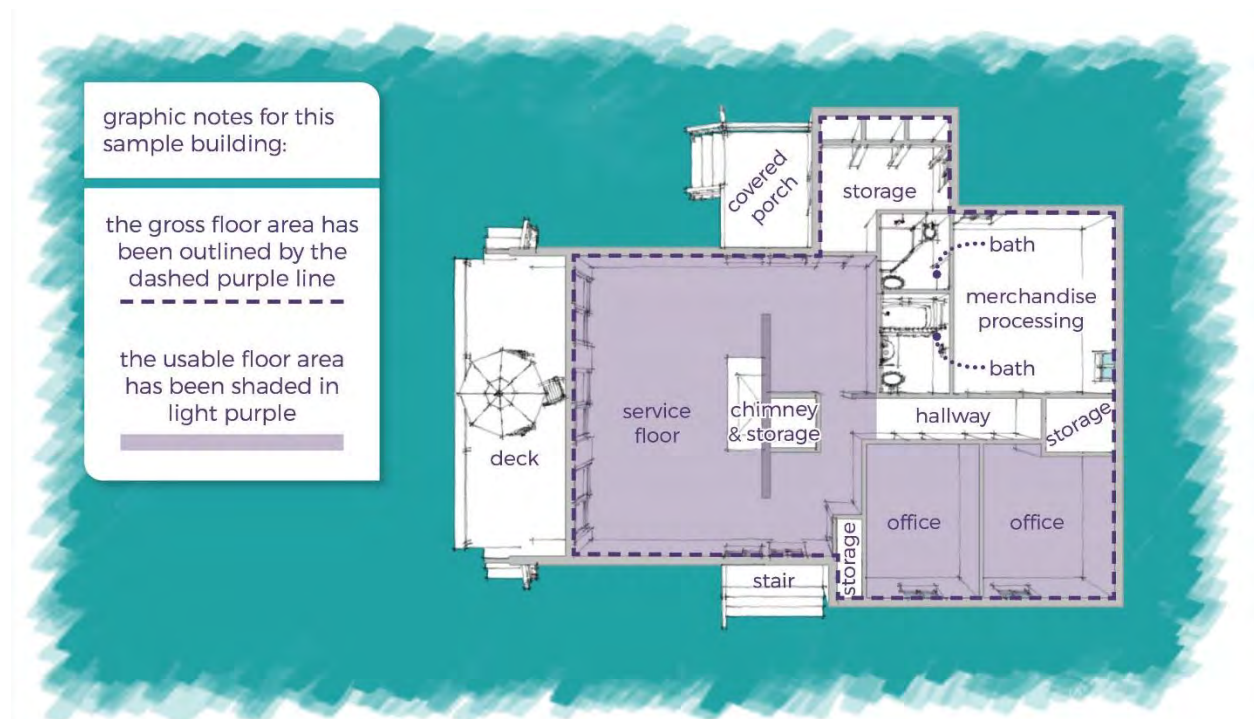 graphic notes for this
sample building:
the gross floor area has
been outlined by the
dashed purple line
the usable floor area
has been shaded in
light purple
covered
porch
storage
bath
merchandise
processing
bath
service
floor
chimney
& storage
hallway
storage
deck
office
office
storage
stair